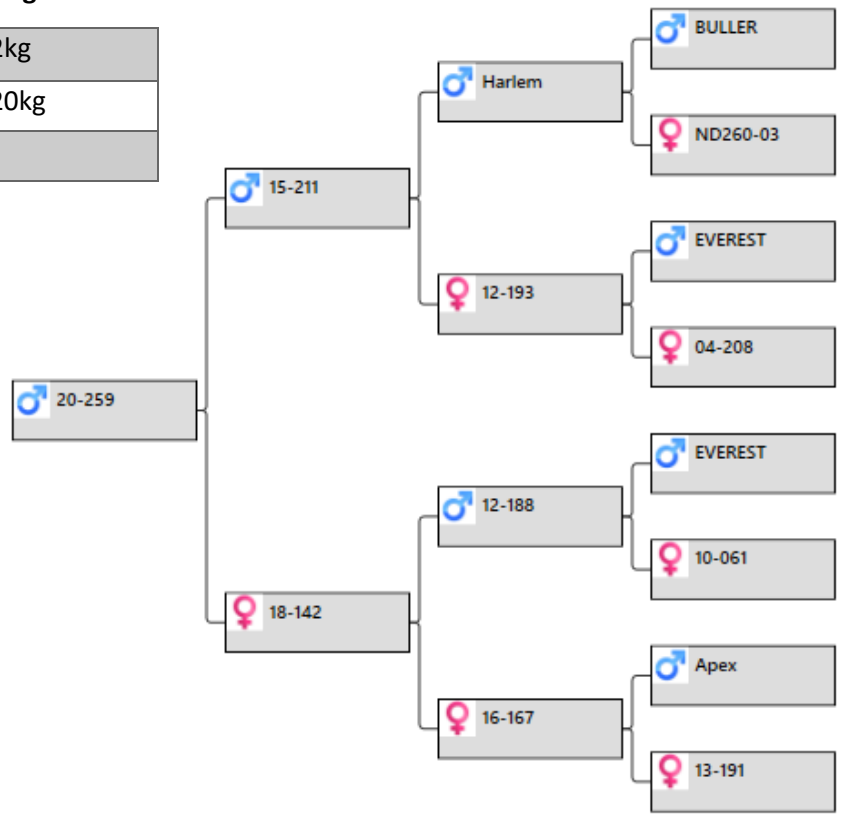 2kg
20kg
BULLER
Harlem
ND260-03
15-211
EVEREST
12-193
04-208
20-259
EVEREST
12-188
10-061
18-142
Apex
16-167
13-191